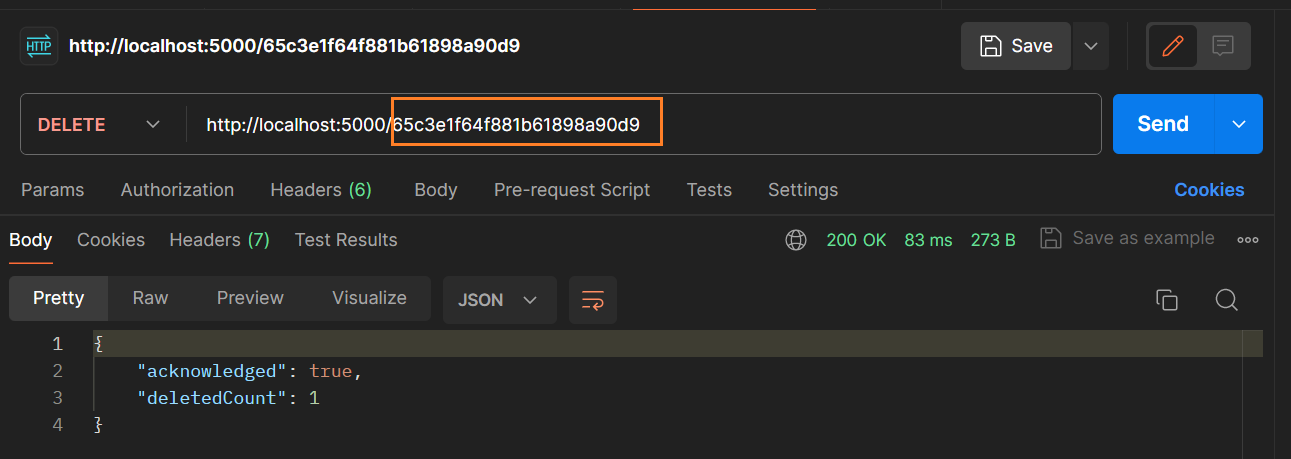 HTTP http://localhost:5000/65c3e1f64f881b61898a90d9 Save
DELETE http://localhost:5000/65c3e1f64f881b61898a90d9 Send
Params Authorization Headers (6) Body Pre-request Script Tests Settings Cookies
Body Cookies Headers (7) Test Results 200 OK 83 ms 273 B Save as example
Pretty Raw Preview Visualize JSON
1 {
2 "acknowledged": true,
3 "deletedCount": 1
4 }